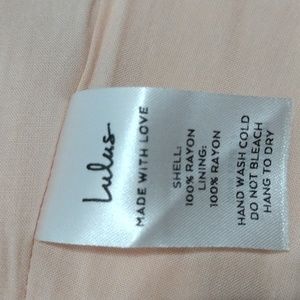 Lulus
MADE WITH LOVE
SHELL:
100% RAYON
LINING:
100% RAYON
HAND WASH COLD
DO NOT BLEACH
HANG TO DRY